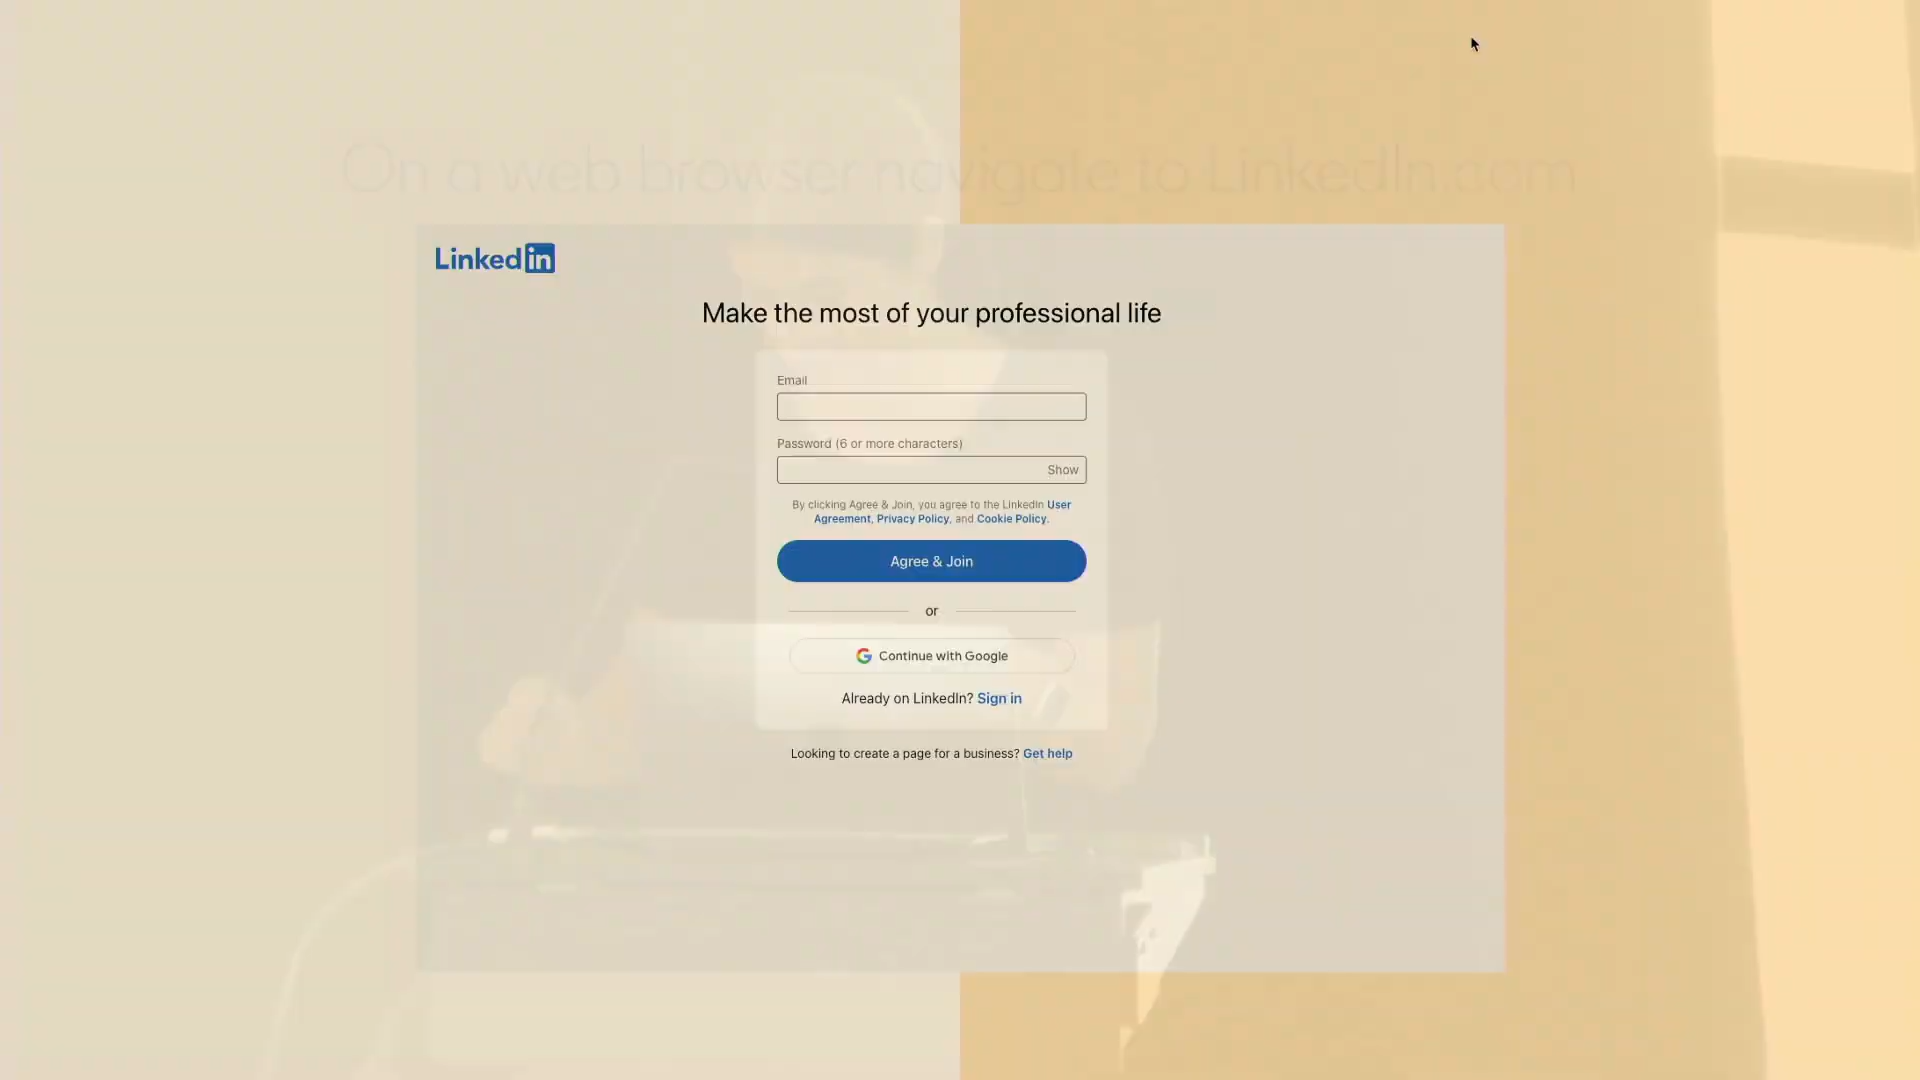 On a web browser navigate to LinkedIn.com
Linked in
Make the most of your professional life
Email
Password (6 or more characters)
Show
By clicking Agree & Join, you agree to the LinkedIn User
Agreement, Privacy Policy, and Cookie Policy.
Agree & Join
or
Continue with Google
Already on LinkedIn? Sign in
Looking to create a page for a business? Get help